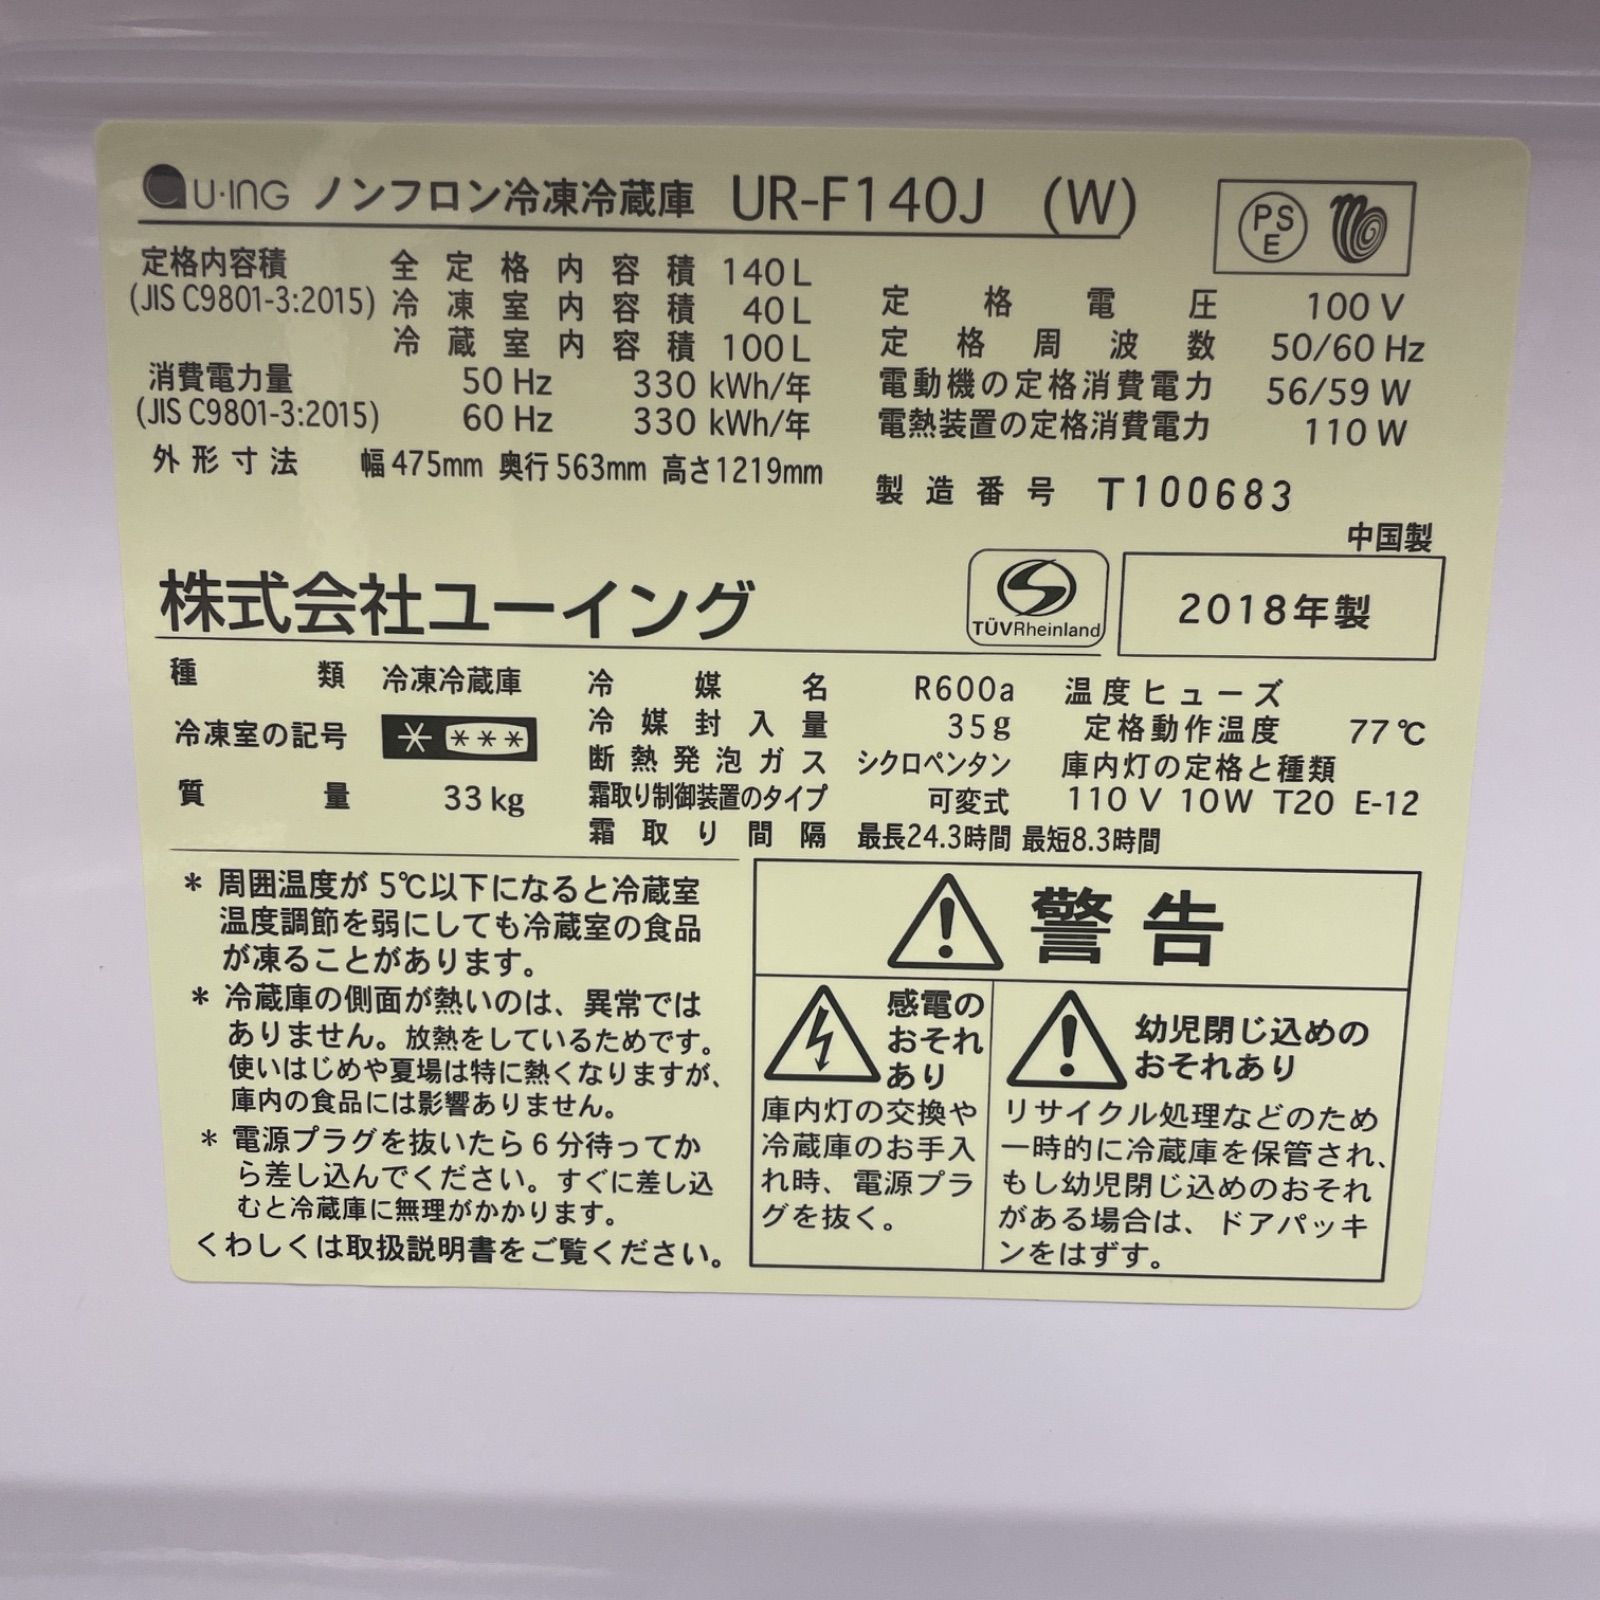 U·ING ノンフロン冷凍冷蔵庫 UR-F140J (W)
PS E
定格内容積 全定格内容積 140L
(JIS C9801-3:2015) 冷凍室内容積 40L
冷蔵室内容積 100L
消費電力量 50 Hz 330 kWh/年
(JIS C9801-3:2015) 60 Hz 330 kWh/年
外形寸法 幅475mm 奥行563mm 高さ1219mm
定格電圧 100 V
定格周波数 50/60 Hz
電動機の定格消費電力 56/59 W
電熱装置の定格消費電力 110 W
製造番号 T100683
中国製
株式会社ユーイング
TÜVRheinland
2018年製
種類 冷凍冷蔵庫
冷凍室の記号 * ***
質量 33 kg
冷媒名 R600a
冷媒封入量 35g
断熱発泡ガス シクロペンタン
霜取り制御装置のタイプ 可変式
霜取り間隔 最長24.3時間 最短8.3時間
温度ヒューズ
定格動作温度 77℃
庫内灯の定格と種類
110 V 10W T20 E-12
* 周囲温度が 5℃以下になると冷蔵室
温度調節を弱にしても冷蔵室の食品
が凍ることがあります。
* 冷蔵庫の側面が熱いのは、異常では
ありません。放熱をしているためです。
使いはじめや夏場は特に熱くなりますが、
庫内の食品には影響ありません。
* 電源プラグを抜いたら6分待ってか
ら差し込んでください。すぐに差し込
むと冷蔵庫に無理がかかります。
くわしくは取扱説明書をご覧ください。
警告
感電の
おそれ
あり
庫内灯の交換や
冷蔵庫のお手入
れ時、電源プラ
グを抜く。
幼児閉じ込めの
おそれあり
リサイクル処理などのため
一時的に冷蔵庫を保管され、
もし幼児閉じ込めのおそれ
がある場合は、ドアパッキ
ンをはずす。